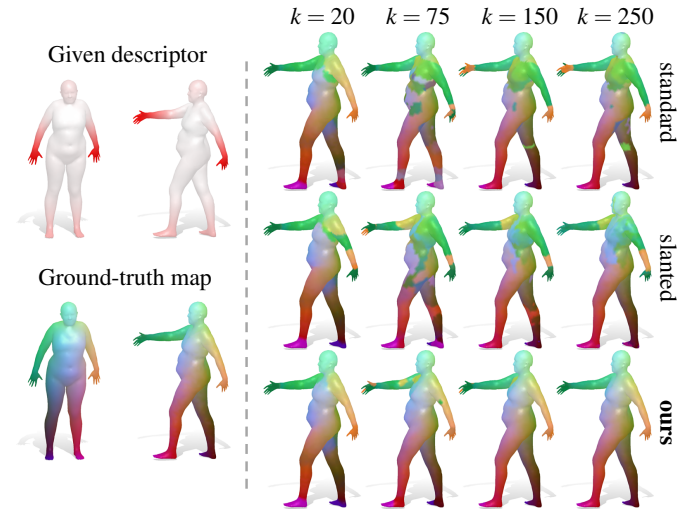 Given descriptor
Ground-truth map
k = 20 k = 75 k = 150 k = 250
standard
slanted
ours